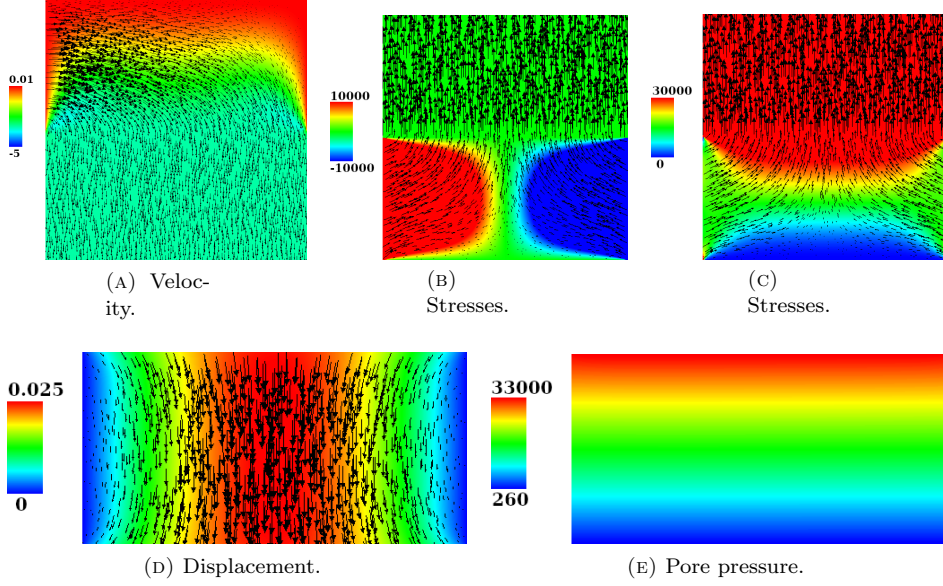 0.01
-5
10000
-10000
30000
0
(A) Veloc-
ity.
(B)
Stresses.
(C)
Stresses.
0.025
0
33000
260
(D) Displacement.
(E) Pore pressure.